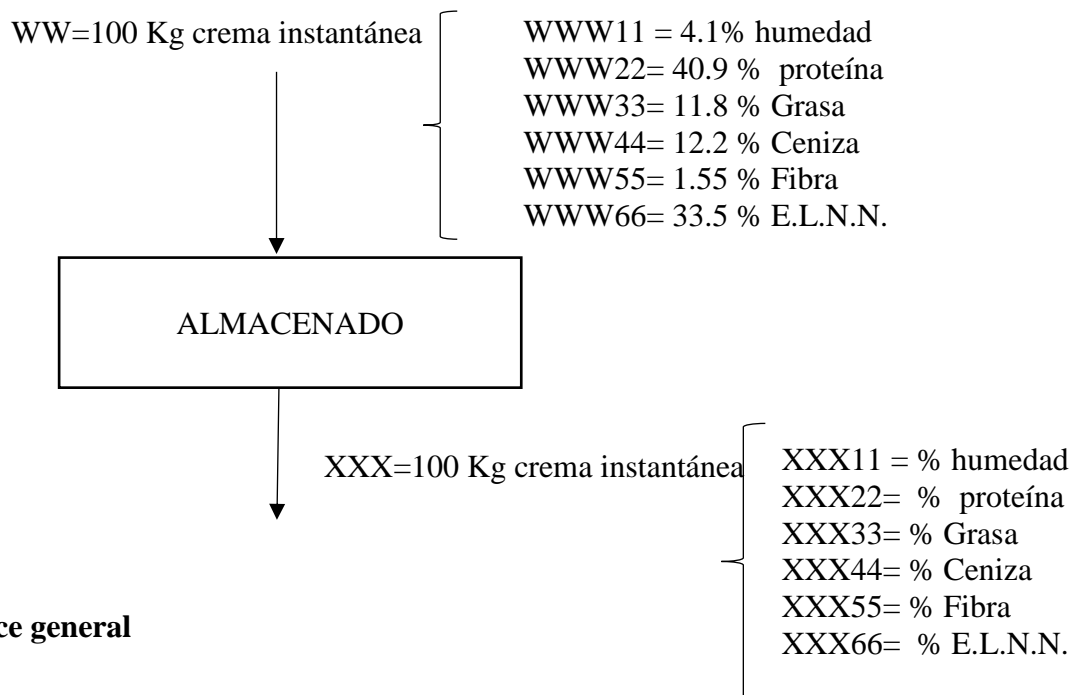 WW=100 Kg crema instantánea
WWW11 = 4.1% humedad
WWW22= 40.9 % proteína
WWW33= 11.8 % Grasa
WWW44= 12.2 % Ceniza
WWW55= 1.55 % Fibra
WWW66= 33.5 % E.L.N.N.
ALMACENADO
XXX=100 Kg crema instantánea
XXX11 = % humedad
XXX22= % proteína
XXX33= % Grasa
XXX44= % Ceniza
XXX55= % Fibra
XXX66= % E.L.N.N.
ce general